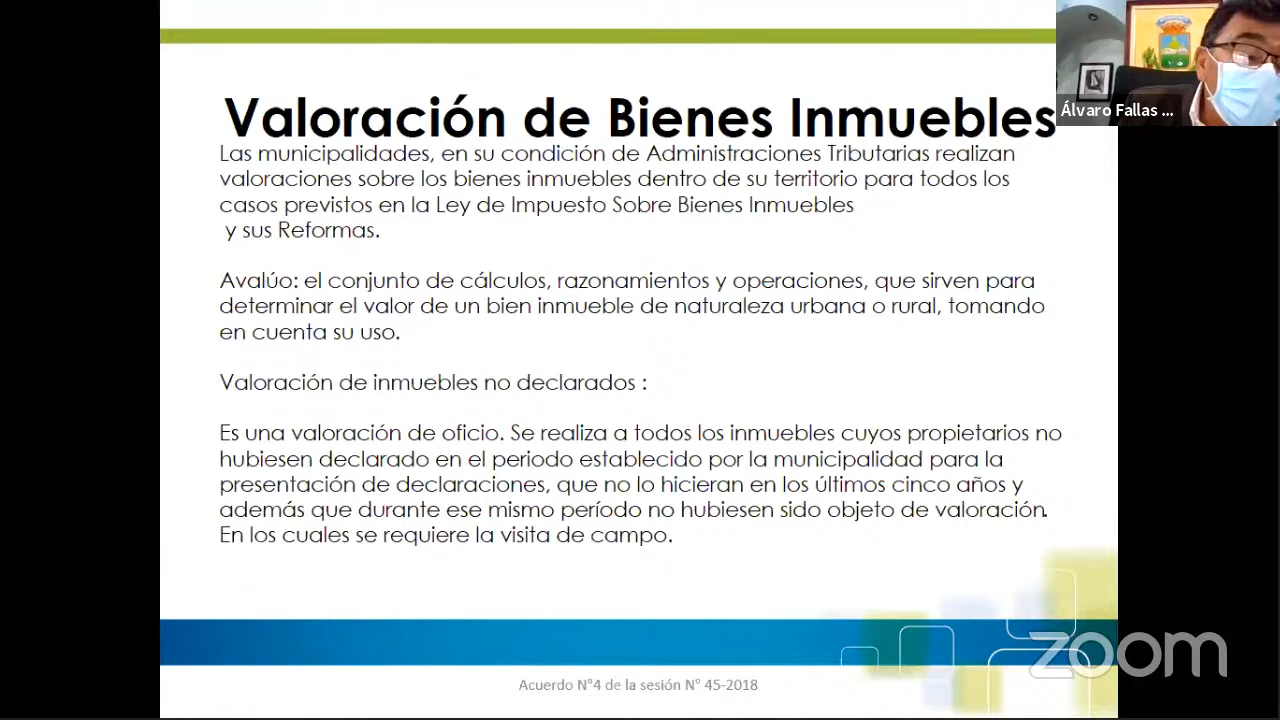 Valoración de Bienes Inmuebles
Las municipalidades, en su condición de Administraciones Tributarias realizan
valoraciones sobre los bienes inmuebles dentro de su territorio para todos los
casos previstos en la Ley de Impuesto Sobre Bienes Inmuebles
y sus Reformas.
Avalúo: el conjunto de cálculos, razonamientos y operaciones, que sirven para
determinar el valor de un bien inmueble de naturaleza urbana o rural, tomando
en cuenta su uso.
Valoración de inmuebles no declarados :
Es una valoración de oficio. Se realiza a todos los inmuebles cuyos propietarios no
hubiesen declarado en el periodo establecido por la municipalidad para la
presentación de declaraciones, que no lo hicieran en los últimos cinco años y
además que durante ese mismo período no hubiesen sido objeto de valoración.
En los cuales se requiere la visita de campo.
Acuerdo N°4 de la sesión N° 45-2018
Álvaro Fallas ...
zoom